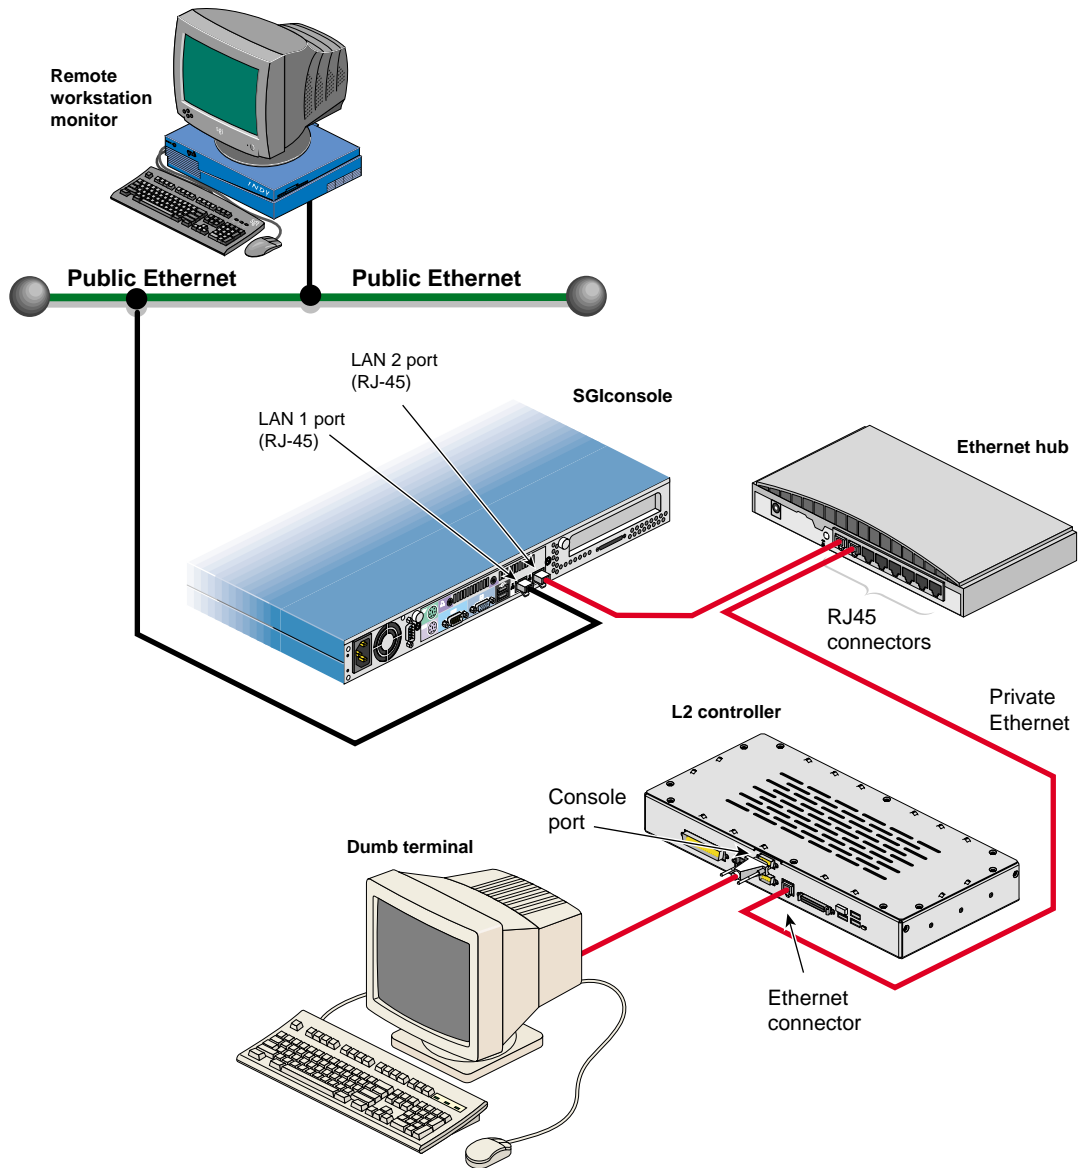 Remote
workstation
monitor
INDY
Public Ethernet
Public Ethernet
LAN 2 port
(RJ-45)
SGIconsole
LAN 1 port
(RJ-45)
Ethernet hub
RJ45
connectors
Private
Ethernet
L2 controller
Console
port
Dumb terminal
Ethernet
connector